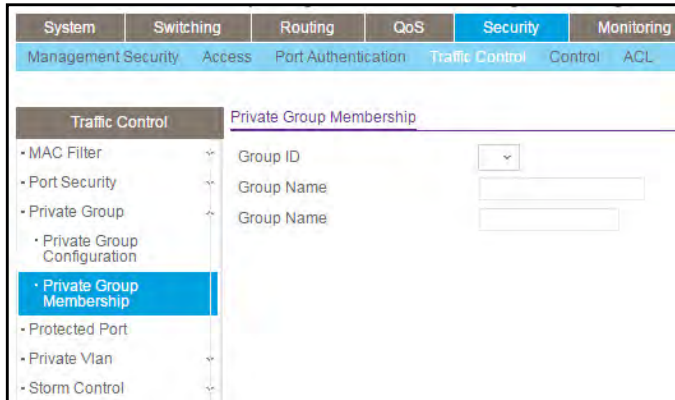 System Switching Routing QoS Security Monitoring
Management Security Access Port Authentication Traffic Control Control ACL
Traffic Control
Private Group Membership
MAC Filter
Group ID
Port Security
Group Name
Private Group
Group Name
Private Group
Configuration
Private Group
Membership
Protected Port
Private Vlan
Storm Control